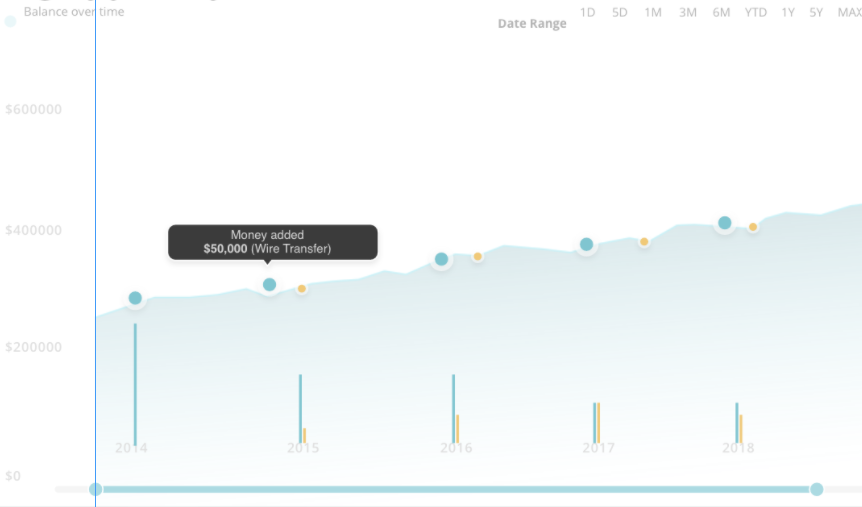 Balance over time
Date Range
1D 5D 1M 3M 6M YTD 1Y 5Y MAX
$600000
$400000
$200000
$0
Money added
$50,000 (Wire Transfer)
2014 2015 2016 2017 2018